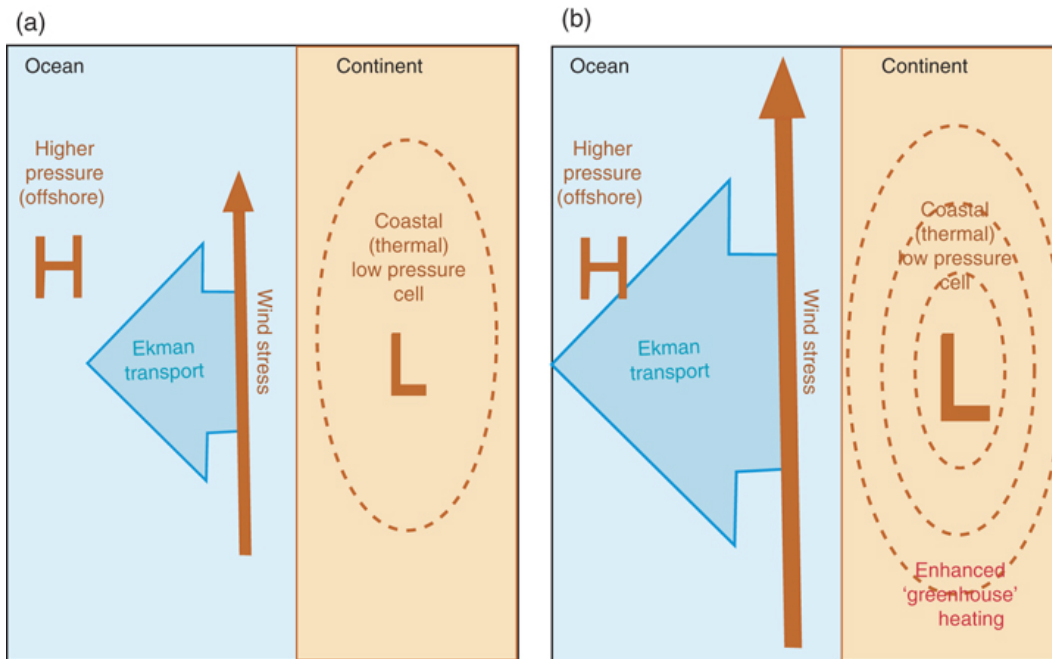 (a)
Ocean
Continent
Higher
pressure
(offshore)
H
Coastal
(thermal)
low pressure
cell
L
Ekman
transport
Wind stress
(b)
Ocean
Continent
Higher
pressure
(offshore)
H
Coastal
(thermal)
low pressure
cell
L
Ekman
transport
Wind stress
Enhanced
‘greenhouse’
heating